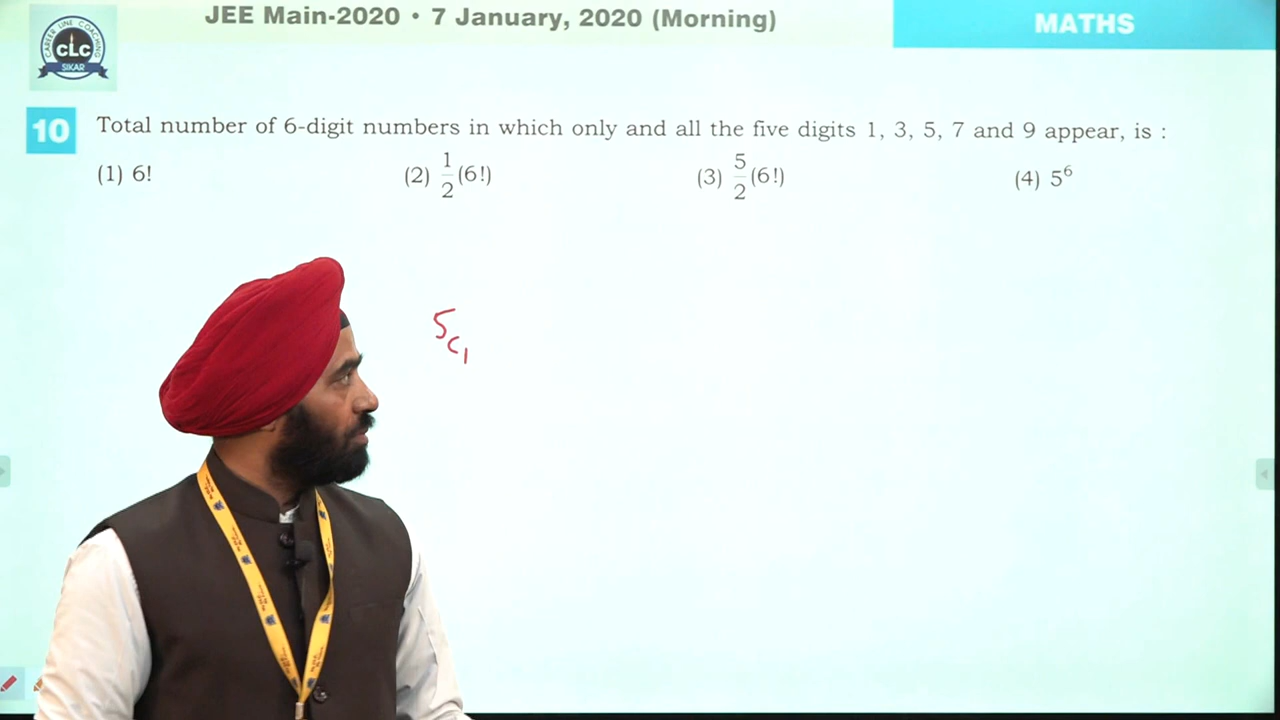 JEE Main-2020 • 7 January, 2020 (Morning)
MATHS
CAREER LINE COACHING
CLC
SIKAR
10 Total number of 6-digit numbers in which only and all the five digits 1, 3, 5, 7 and 9 appear, is :
(1) 6! (2) 1/2(6!) (3) 5/2(6!) (4) 5⁶
5C₁